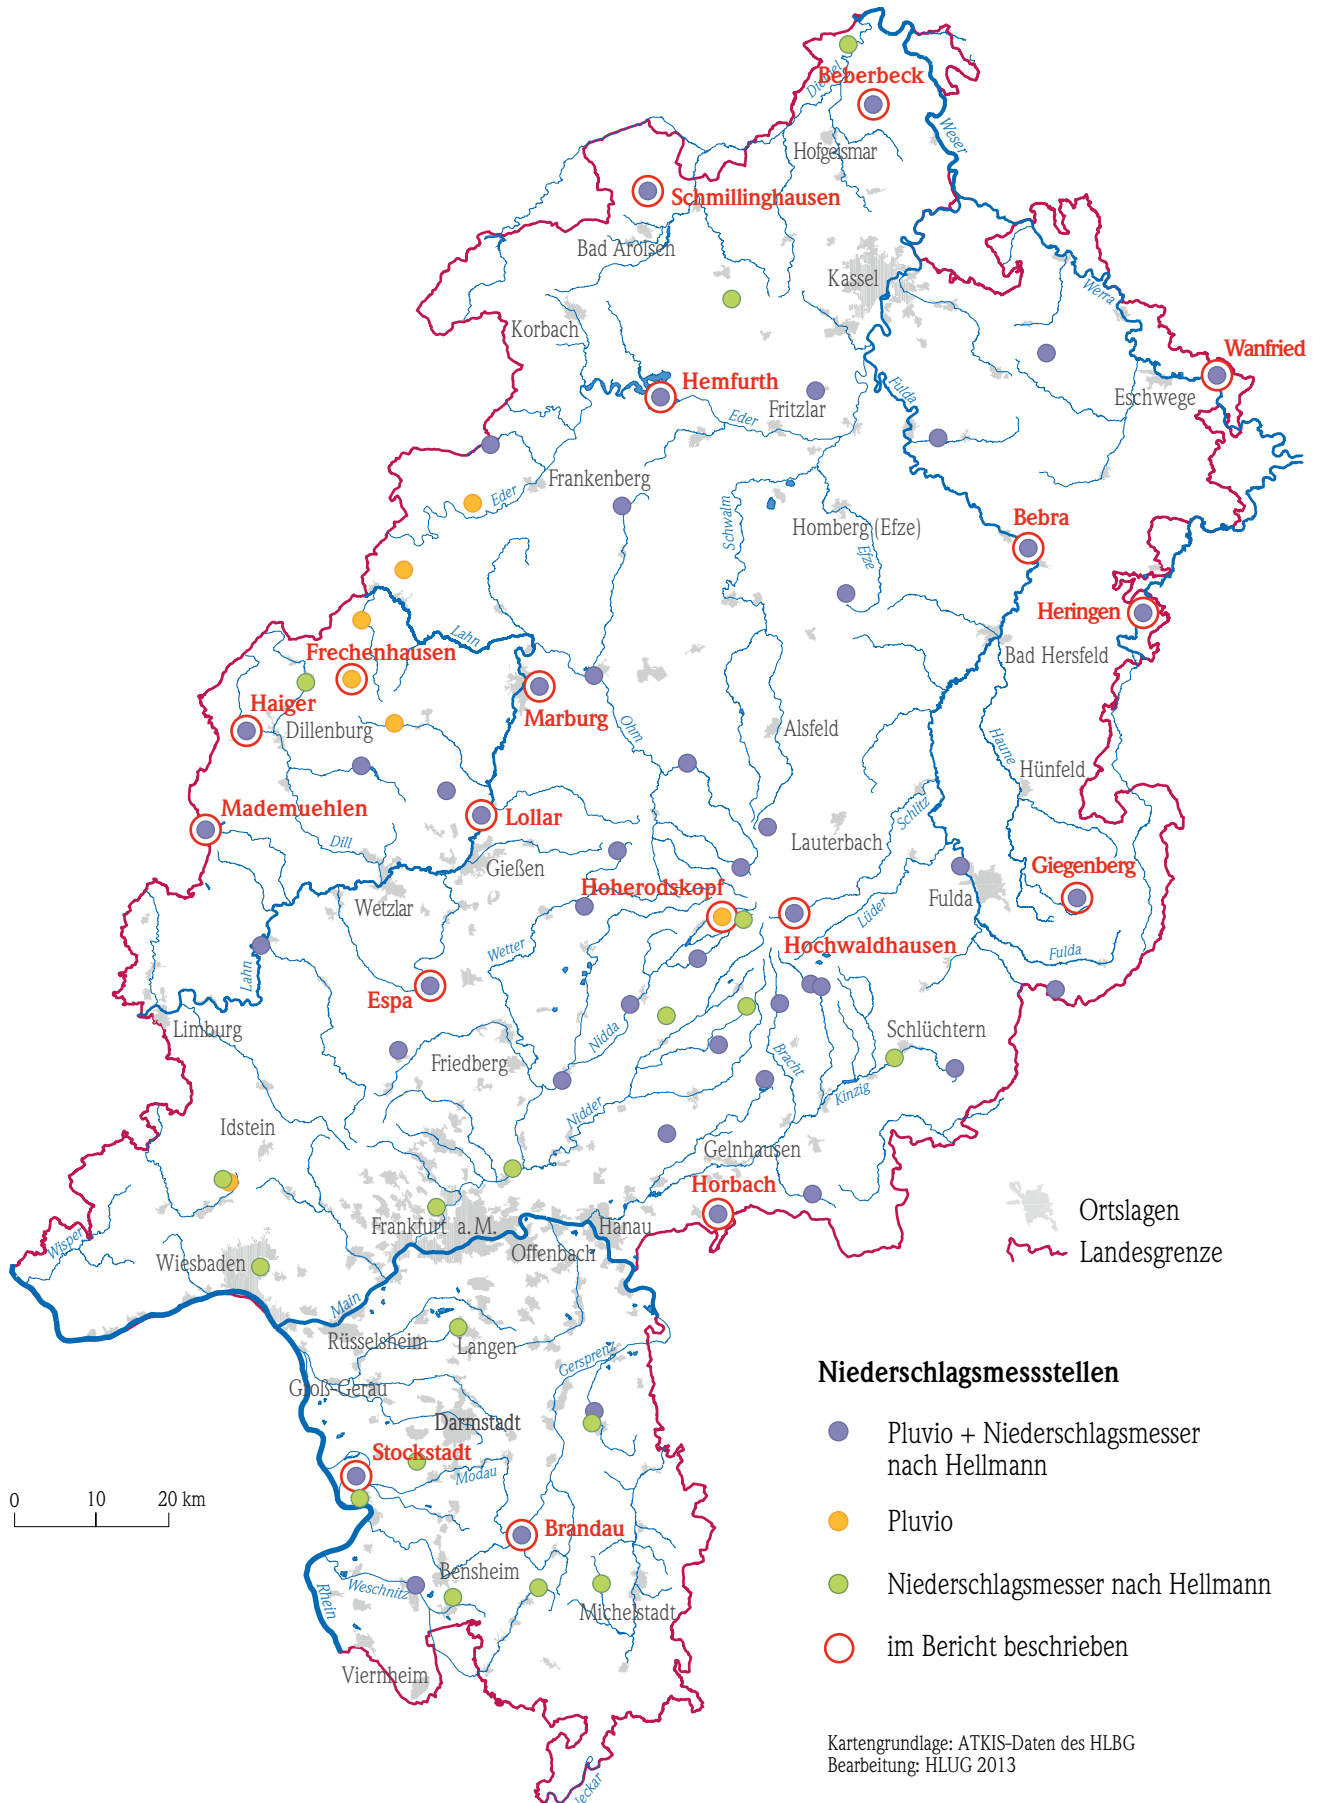 Beberbeck
Diemel
Weser
Hofgeismar
Schmillinghausen
Bad Arolsen
Kassel
Werra
Korbach
Wanfried
Hemfurth
Fulda
Eschwege
Fritzlar
Eder
Frankenberg
Eder
Schwalm
Homberg (Efze)
Efze
Bebra
Heringen
Lahn
Bad Hersfeld
Frechenhausen
Haiger
Dillenburg
Marburg
Ohm
Alsfeld
Haune
Hünfeld
Mademuehlen
Lollar
Schlitz
Lauterbach
Dill
Gießen
Giegenberg
Hoherodskopf
Fulda
Wetzlar
Lüder
Hochwaldhausen
Wetter
Fulda
Lahn
Espa
Limburg
Schlüchtern
Nidda
Friedberg
Bracht
Kinzig
Nidder
Idstein
Gelnhausen
Horbach
Ortslagen
Frankfurt a. M.
Hanau
Wisper
Offenbach
Landesgrenze
Wiesbaden
Main
Rüsselsheim
Langen
Gersprenz
Niederschlagsmessstellen
Groß-Gerau
Darmstadt
Pluvio + Niederschlagsmesser
nach Hellmann
Stockstadt
Modau
0 10 20 km
Pluvio
Brandau
Bensheim
Weschnitz
Niederschlagsmesser nach Hellmann
Rhein
Michelstadt
im Bericht beschrieben
Viernheim
Kartengrundlage: ATKIS-Daten des HLBG
Bearbeitung: HLUG 2013
Neckar